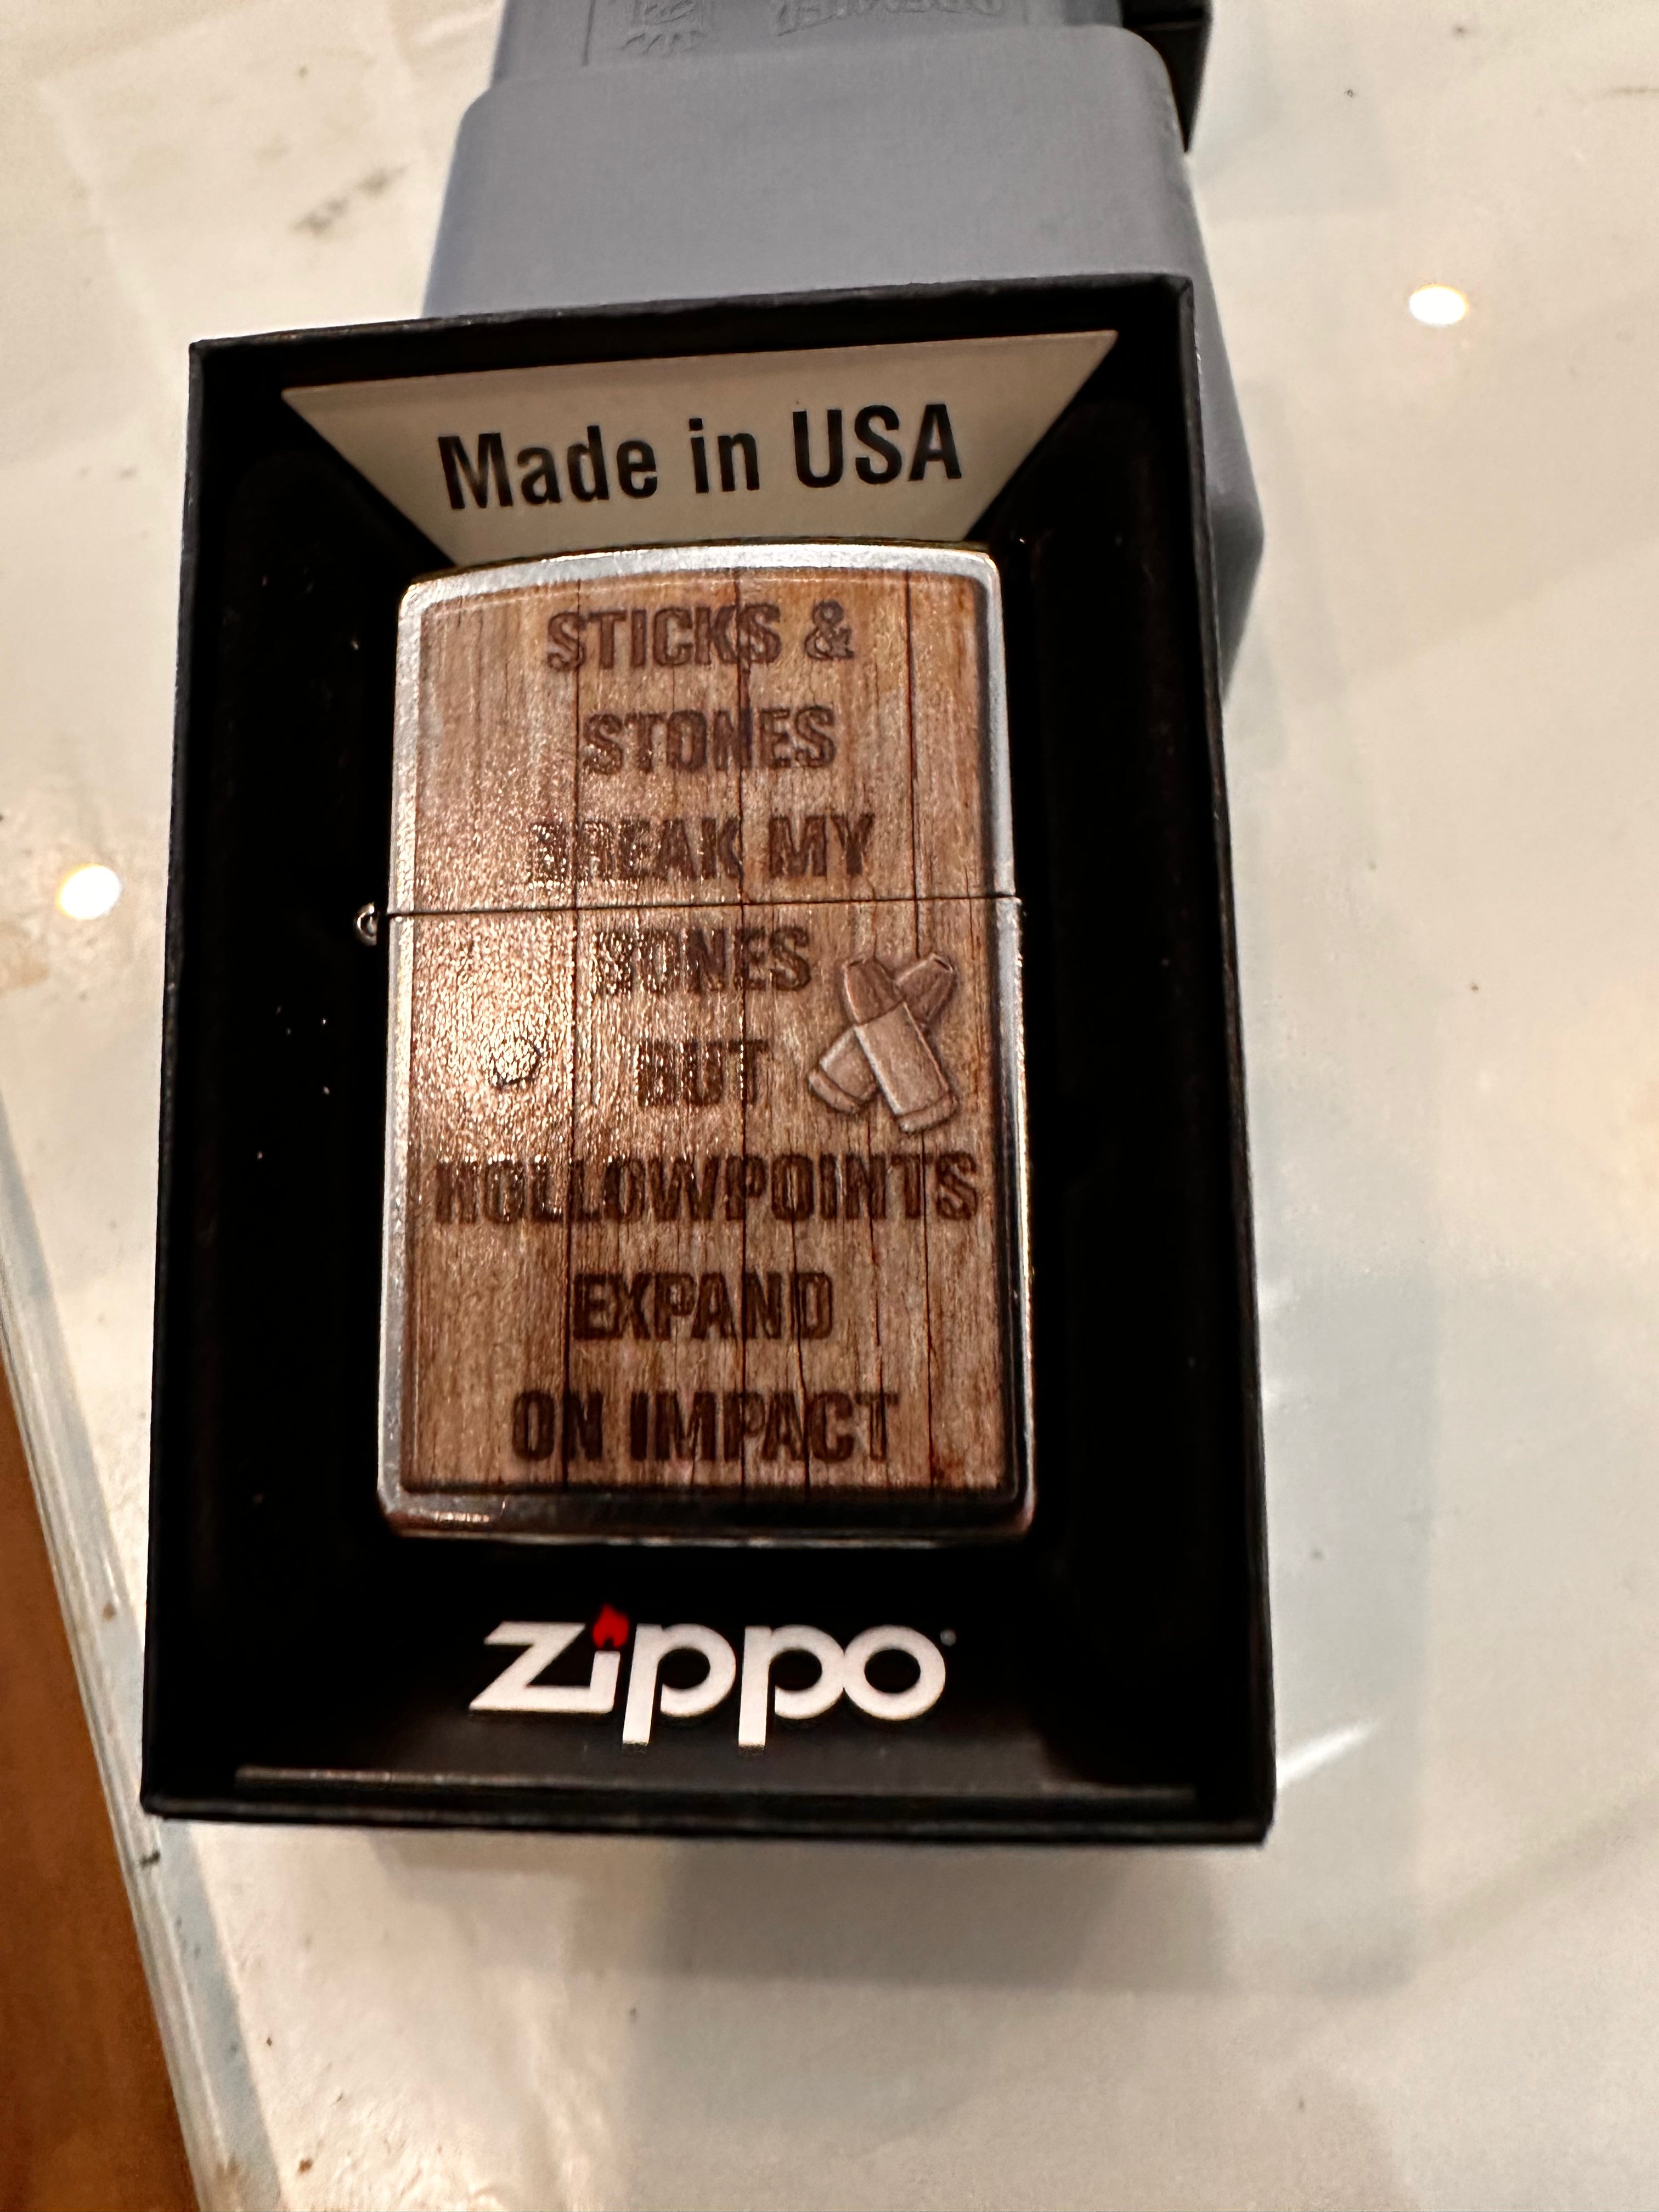 Made in USA
STICKS &
STONES
BREAK MY
BONES
BUT
HOLLOWPOINTS
EXPAND
ON IMPACT
zippo